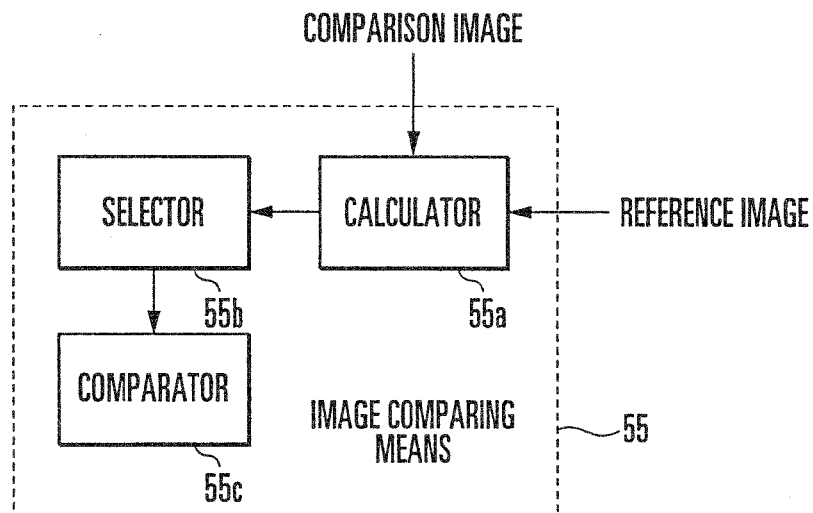 COMPARISON IMAGE
SELECTOR
CALCULATOR
REFERENCE IMAGE
55b
55a
COMPARATOR
IMAGE COMPARING
MEANS
55
55c